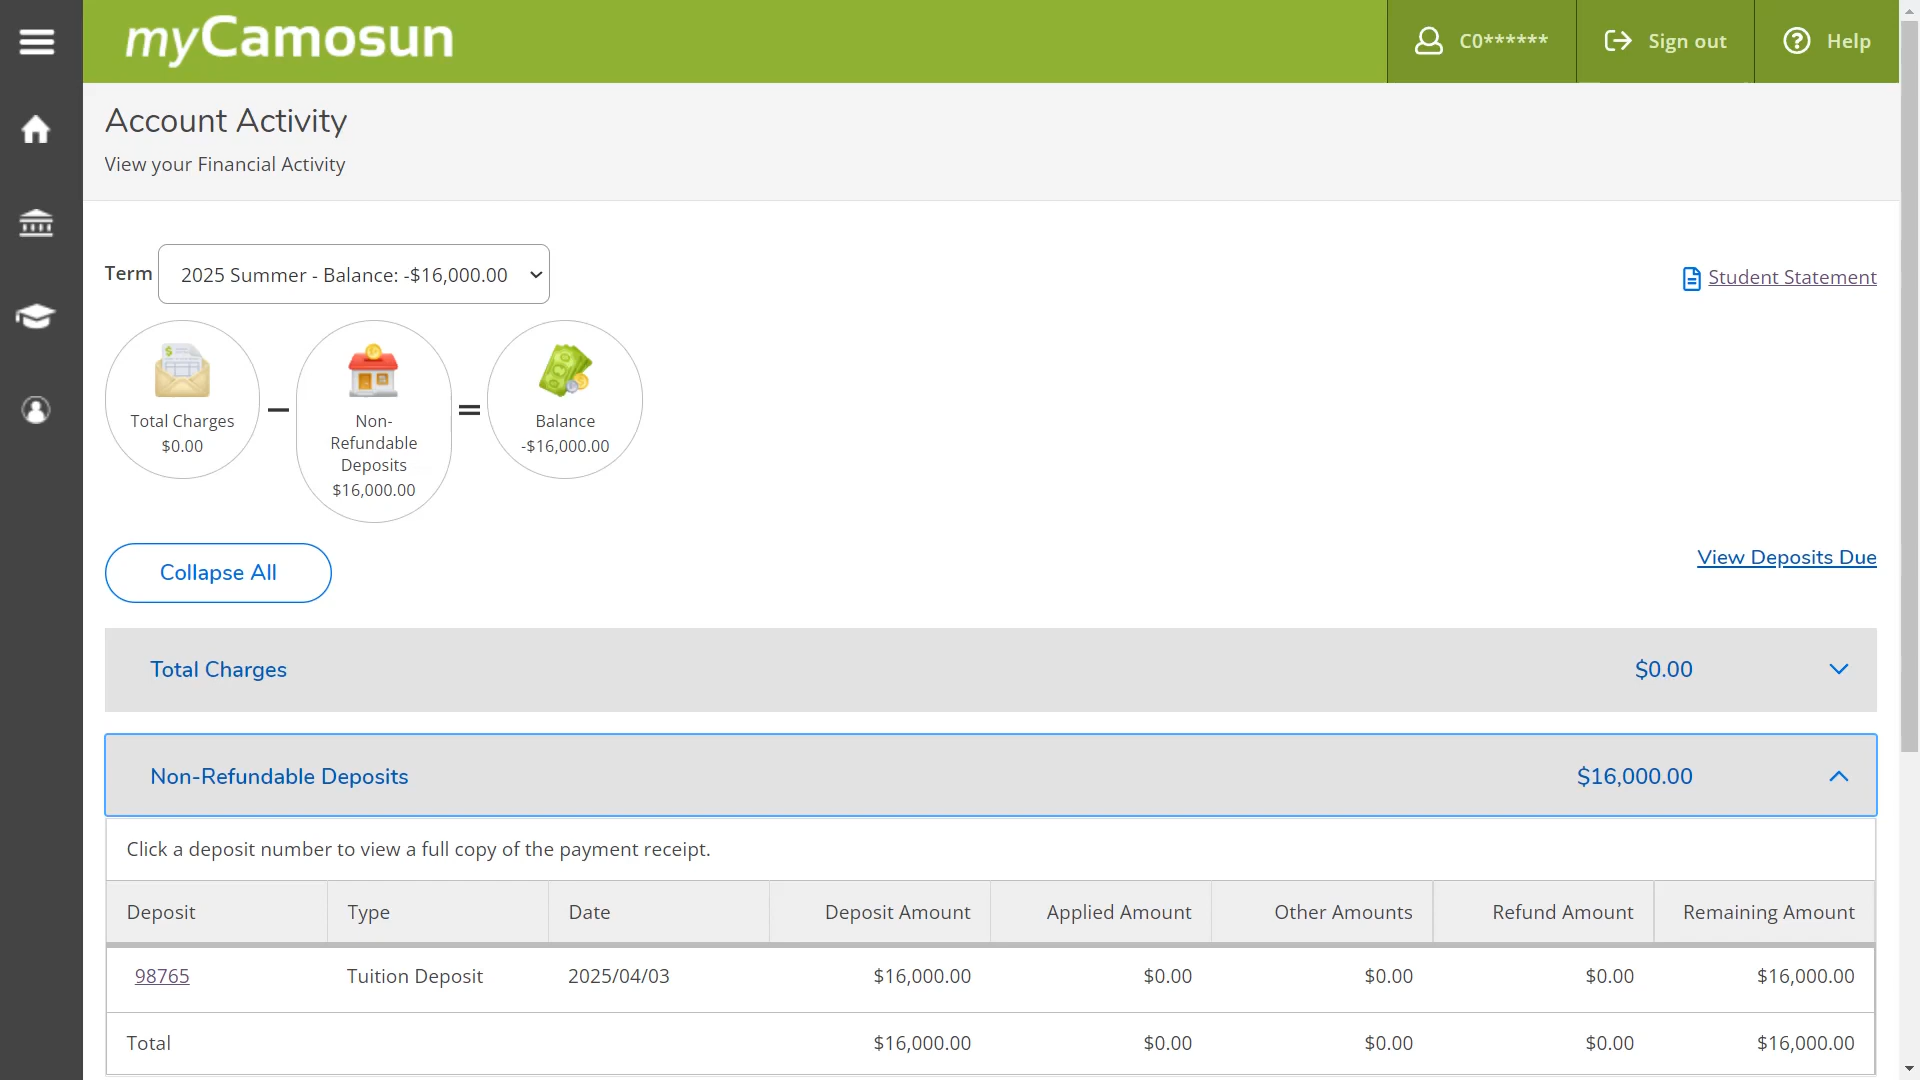 myCamosun
C0******
Sign out
Help
Account Activity
View your Financial Activity
Term
2025 Summer - Balance: -$16,000.00
Student Statement
Total Charges
$0.00
Non-
Refundable
Deposits
$16,000.00
Balance
-$16,000.00
Collapse All
View Deposits Due
Total Charges $0.00
Non-Refundable Deposits $16,000.00
Click a deposit number to view a full copy of the payment receipt.
Deposit Type Date Deposit Amount Applied Amount Other Amounts Refund Amount Remaining Amount
98765 Tuition Deposit 2025/04/03 $16,000.00 $0.00 $0.00 $0.00 $16,000.00
Total $16,000.00 $0.00 $0.00 $0.00 $16,000.00